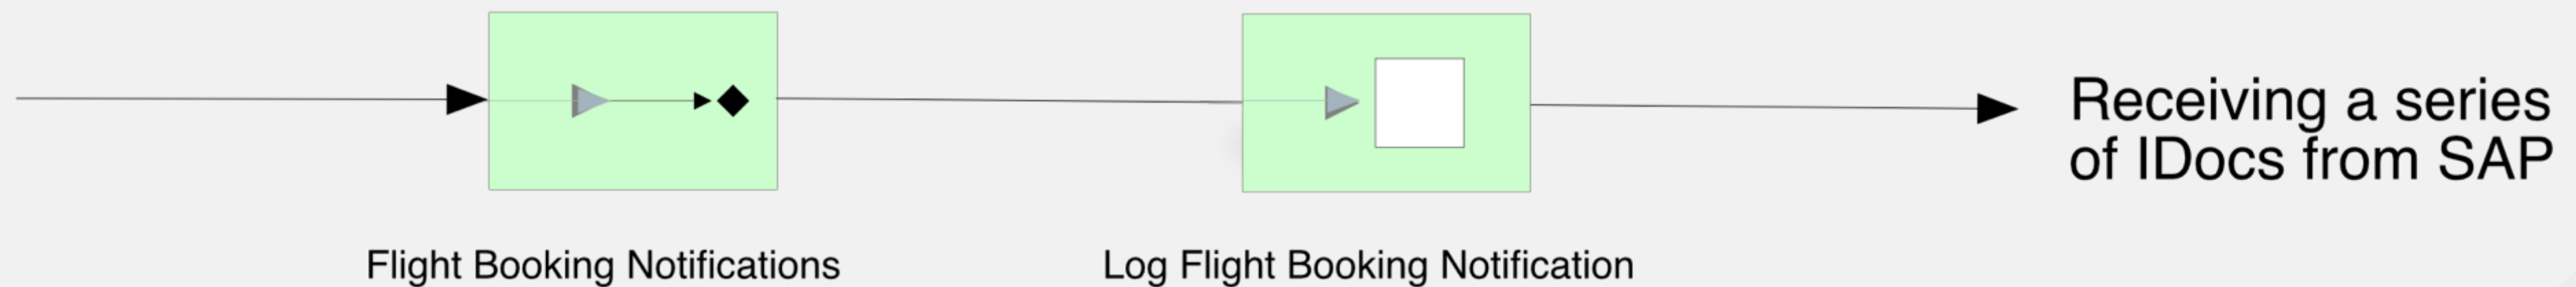 Receiving a series
of IDocs from SAP
Flight Booking Notifications
Log Flight Booking Notification